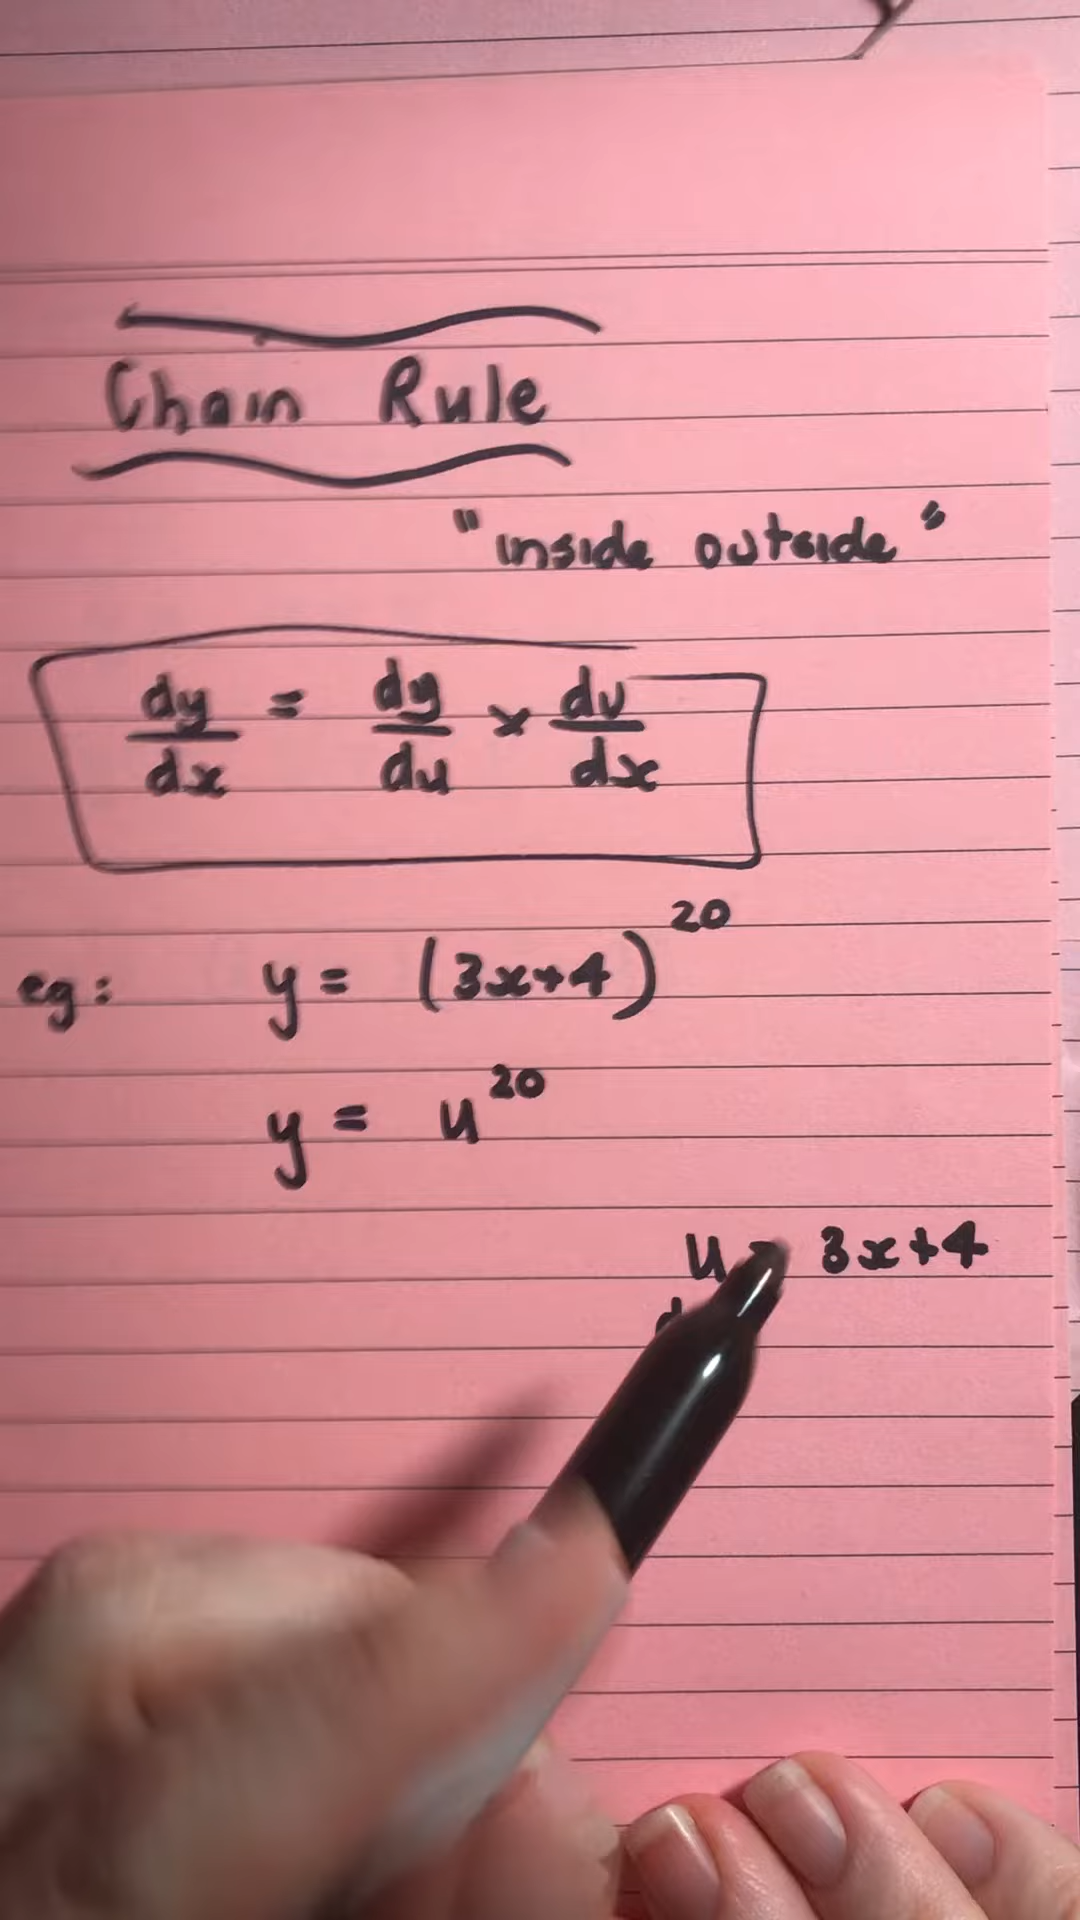 Chain Rule
"inside outside"
dy/dx = dy/du × du/dx
eg: y = (3x+4)^20
y = u^20
u = 3x+4
d